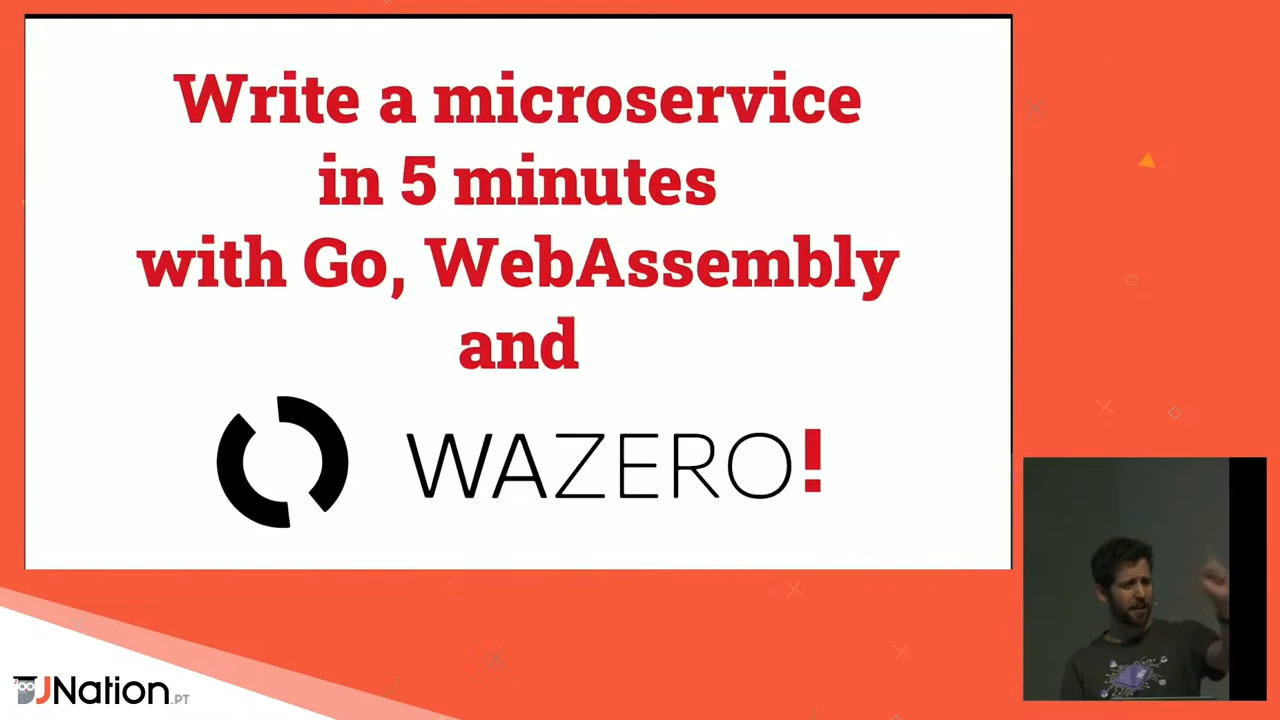 Write a microservice
in 5 minutes
with Go, WebAssembly
and
WAZERO!
JNation.PT